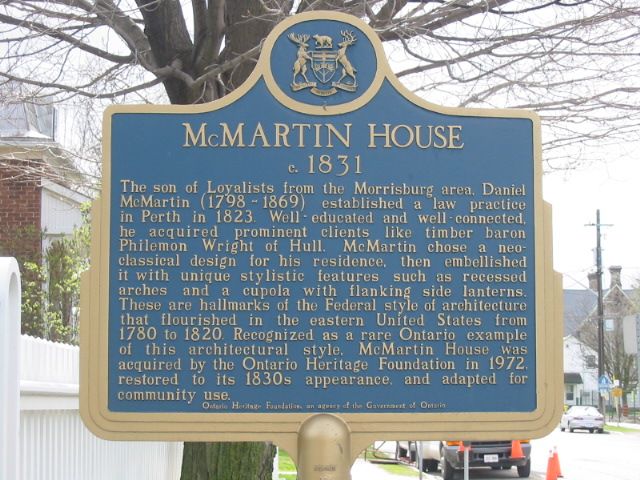 McMARTIN HOUSE
c. 1831
The son of Loyalists from the Morrisburg area, Daniel
McMartin (1798-1869) established a law practice
in Perth in 1823. Well-educated and well-connected,
he acquired prominent clients like timber baron
Philemon Wright of Hull. McMartin chose a neo-
classical design for his residence, then embellished
it with unique stylistic features such as recessed
arches and a cupola with flanking side lanterns.
These are hallmarks of the Federal style of architecture
that flourished in the eastern United States from
1780 to 1820. Recognized as a rare Ontario example
of this architectural style, McMartin House was
acquired by the Ontario Heritage Foundation in 1972,
restored to its 1830s appearance, and adapted for
community use.
Ontario Heritage Foundation, an agency of the Government of Ontario